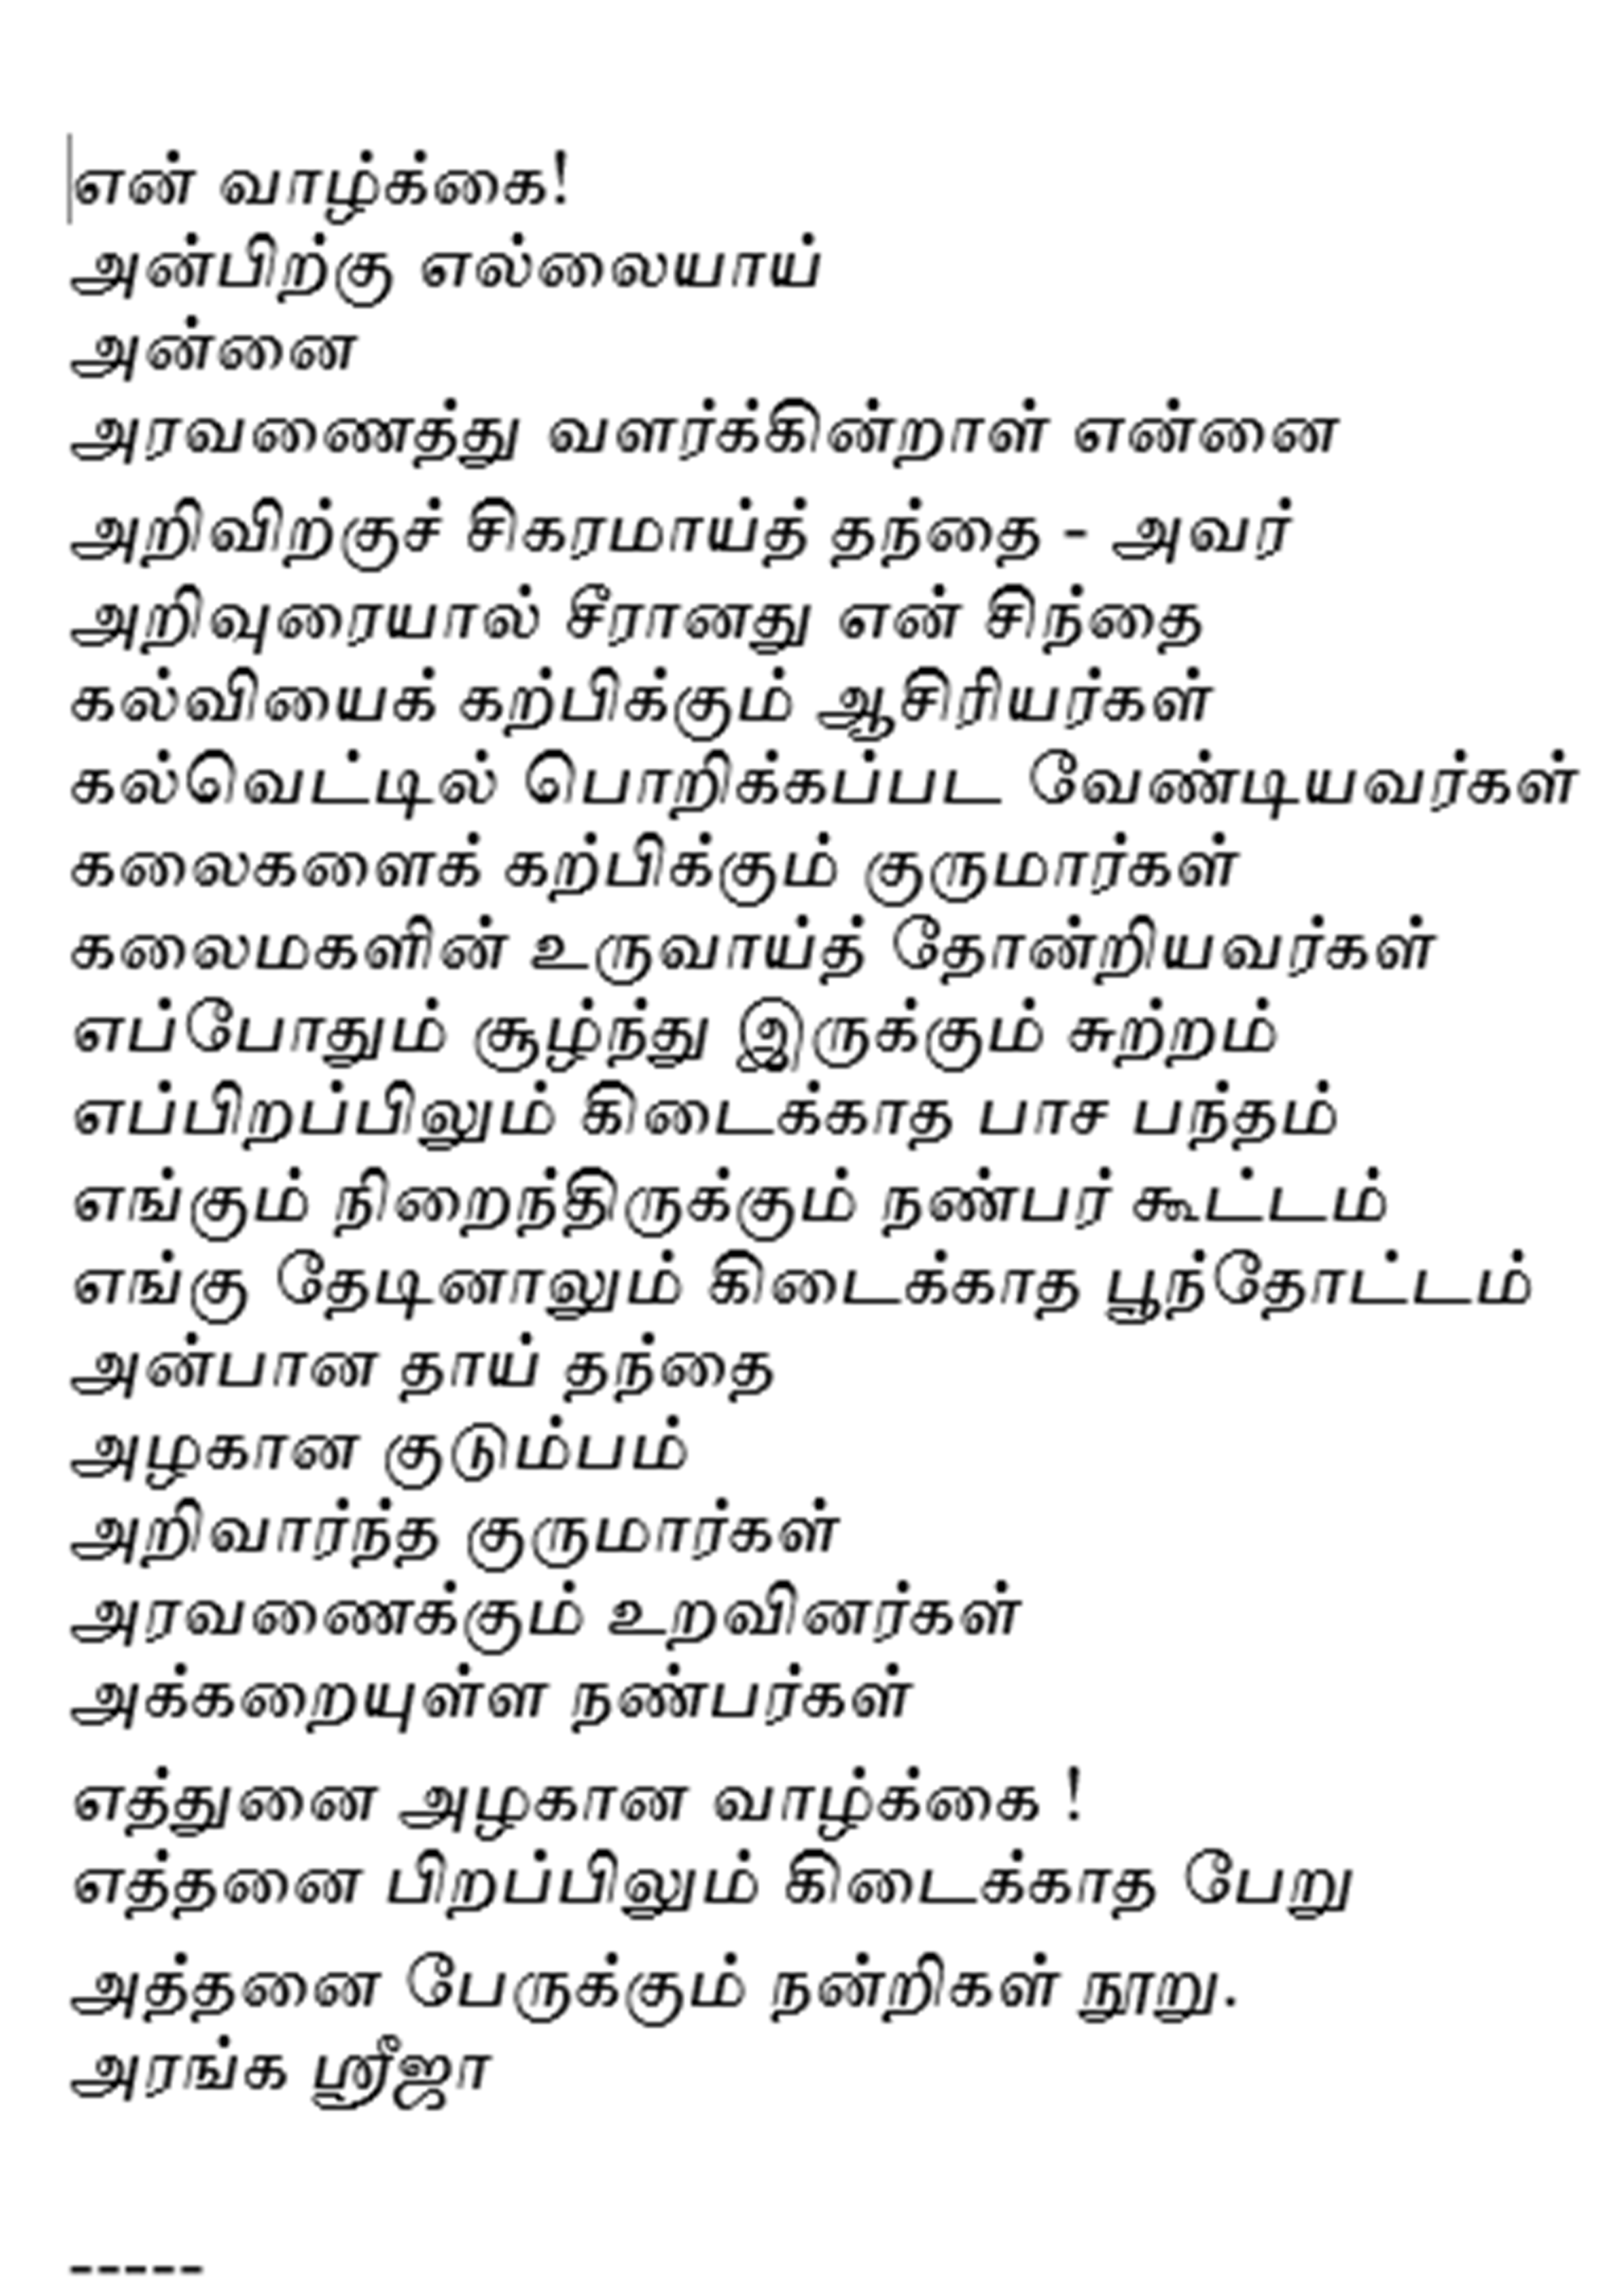 என் வாழ்க்கை!
அன்பிற்கு எல்லையாய்
அன்னை
அரவணைத்து வளர்க்கின்றாள் என்னை
அறிவிற்குச் சிகரமாய்த் தந்தை - அவர்
அறிவுரையால் சீரானது என் சிந்தை
கல்வியைக் கற்பிக்கும் ஆசிரியர்கள்
கல்வெட்டில் பொறிக்கப்பட வேண்டியவர்கள்
கலைகளைக் கற்பிக்கும் குருமார்கள்
கலைமகளின் உருவாய்த் தோன்றியவர்கள்
எப்போதும் சூழ்ந்து இருக்கும் சுற்றம்
எப்பிறப்பிலும் கிடைக்காத பாச பந்தம்
எங்கும் நிறைந்திருக்கும் நண்பர் கூட்டம்
எங்கு தேடினாலும் கிடைக்காத பூந்தோட்டம்
அன்பான தாய் தந்தை
அழகான குடும்பம்
அறிவார்ந்த குருமார்கள்
அரவணைக்கும் உறவினர்கள்
அக்கறையுள்ள நண்பர்கள்
எத்துனை அழகான வாழ்க்கை !
எத்தனை பிறப்பிலும் கிடைக்காத பேறு
அத்தனை பேருக்கும் நன்றிகள் நூறு.
அரங்க ஸ்ரீஜா
-----